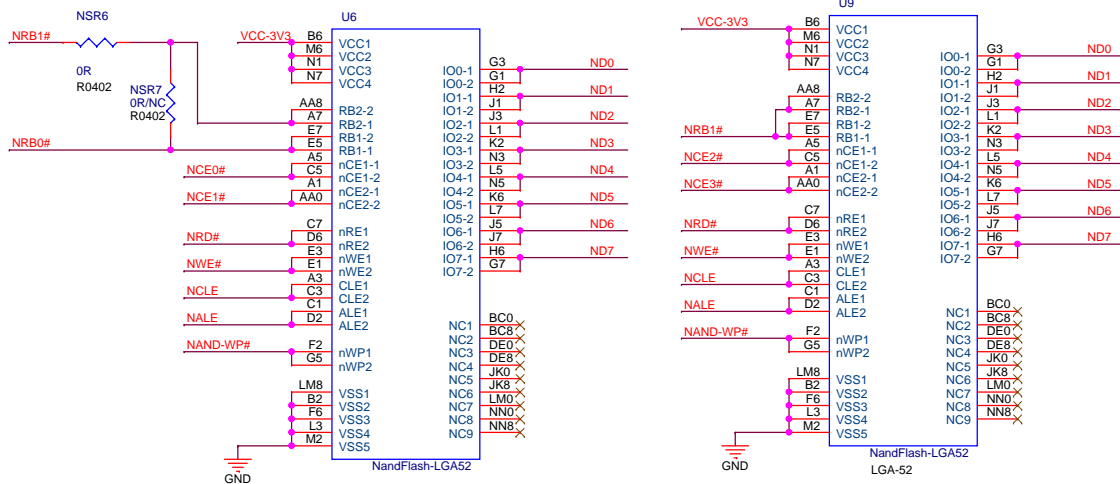 NSR6
NRB1#
0R
R0402
NSR7
0R/NC
R0402
NRB0#
U6
VCC-3V3
B6 VCC1
M6 VCC2
N1 VCC3
N7 VCC4
AA8 RB2-2
A7 RB2-1
E7 RB1-2
E5 RB1-1
A5 nCE1-1
NCE0# C5 nCE1-2
A1 nCE2-1
NCE1# AA0 nCE2-2
C7 nRE1
NRD# D6 nRE2
E3 nWE1
NWE# E1 nWE2
A3 CLE1
NCLE C3 CLE2
C1 ALE1
NALE D2 ALE2
NAND-WP# F2 nWP1
G5 nWP2
LM8 VSS1
B2 VSS2
F6 VSS3
L3 VSS4
M2 VSS5
GND
IO0-1 G3 ND0
IO0-2 G1
IO1-1 H2 ND1
IO1-2 J1
IO2-1 J3 ND2
IO2-2 L1
IO3-1 K2 ND3
IO3-2 N3
IO4-1 L5 ND4
IO4-2 N5
IO5-1 K6 ND5
IO5-2 L7
IO6-1 J5 ND6
IO6-2 J7
IO7-1 H6 ND7
IO7-2 G7
NC1 BC0
NC2 BC8
NC3 DE0
NC4 DE8
NC5 JK0
NC6 JK8
NC7 LM0
NC8 NN0
NC9 NN8
NandFlash-LGA52
U9
VCC-3V3
B6 VCC1
M6 VCC2
N1 VCC3
N7 VCC4
AA8 RB2-2
A7 RB2-1
E7 RB1-2
NRB1# E5 RB1-1
A5 nCE1-1
NCE2# C5 nCE1-2
A1 nCE2-1
NCE3# AA0 nCE2-2
C7 nRE1
NRD# D6 nRE2
E3 nWE1
NWE# E1 nWE2
A3 CLE1
NCLE C3 CLE2
C1 ALE1
NALE D2 ALE2
NAND-WP# F2 nWP1
G5 nWP2
LM8 VSS1
B2 VSS2
F6 VSS3
L3 VSS4
M2 VSS5
GND
IO0-1 G3 ND0
IO0-2 G1
IO1-1 H2 ND1
IO1-2 J1
IO2-1 J3 ND2
IO2-2 L1
IO3-1 K2 ND3
IO3-2 N3
IO4-1 L5 ND4
IO4-2 N5
IO5-1 K6 ND5
IO5-2 L7
IO6-1 J5 ND6
IO6-2 J7
IO7-1 H6 ND7
IO7-2 G7
NC1 BC0
NC2 BC8
NC3 DE0
NC4 DE8
NC5 JK0
NC6 JK8
NC7 LM0
NC8 NN0
NC9 NN8
NandFlash-LGA52
LGA-52